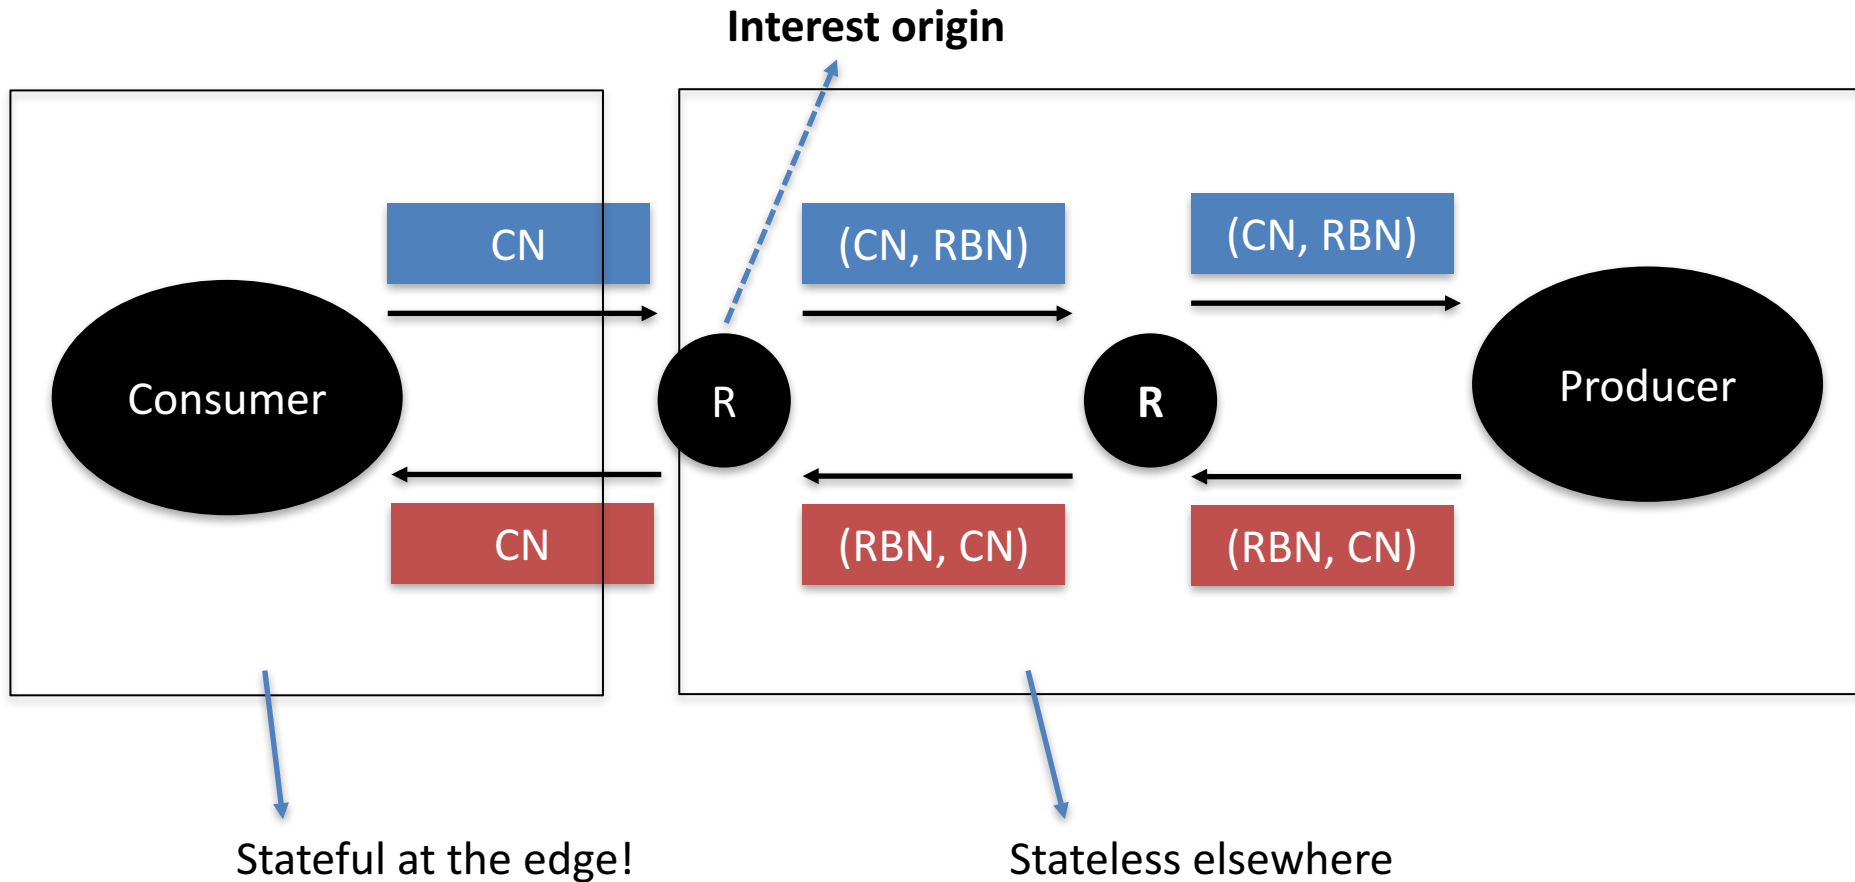 Interest origin
CN
(CN, RBN)
(CN, RBN)
Consumer
R
R
Producer
CN
(RBN, CN)
(RBN, CN)
Stateful at the edge!
Stateless elsewhere